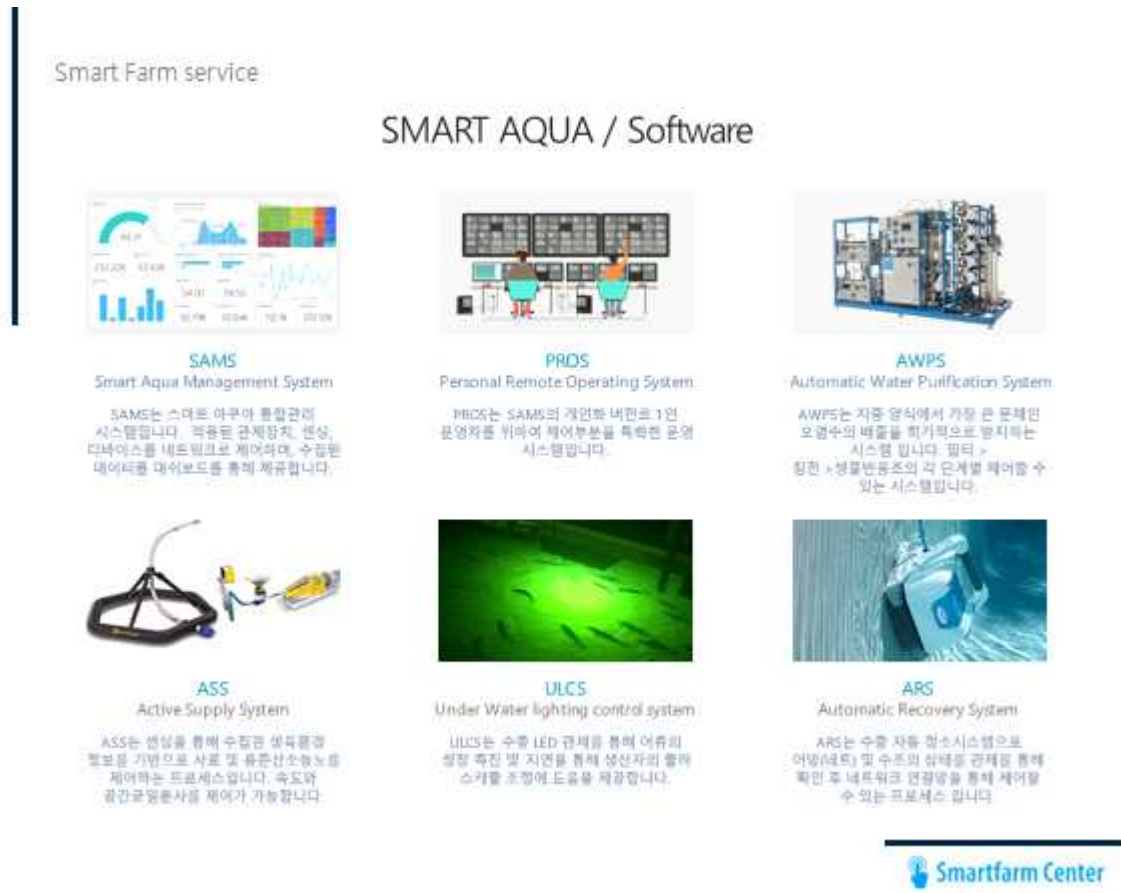 Smart Farm service
SMART AQUA / Software
SAMS
Smart Aqua Management System
SAMS는 스마트 아쿠아 통합관리
시스템입니다. 적용된 관제장치, 센싱,
디바이스를 네트워크로 제어하며, 수집된
데이터를 대쉬보드를 통해 제공합니다.
PROS
Personal Remote Operating System
PROS는 SAMS의 개인화 버전으로 1인
운영자를 위하여 제어부분을 특화한 운영
시스템입니다.
AWPS
Automatic Water Purification System
AWPS는 지중 양식에서 가장 큰 문제인
오염수의 배출을 획기적으로 방지하는
시스템 입니다. 필터 >
침전 > 생물반응조의 각 단계별 제어할 수
있는 시스템입니다.
ASS
Active Supply System
ASS는 센싱을 통해 수집된 생육환경
정보를 기반으로 사료 및 용존산소농도를
제어하는 프로세스입니다. 속도와
공간균일분사를 제어가 가능합니다
ULCS
Under Water lighting control system
ULCS는 수중 LED 관제를 통해 어류의
성장 촉진 및 지연을 통해 생산자의 출하
스케줄 조정에 도움을 제공합니다.
ARS
Automatic Recovery System
ARS는 수중 자동 청소시스템으로
어망(네트) 및 수조의 상태를 관제를 통해
확인 후 네트워크 연결망을 통해 제어할
수 있는 프로세스 입니다
Smartfarm Center